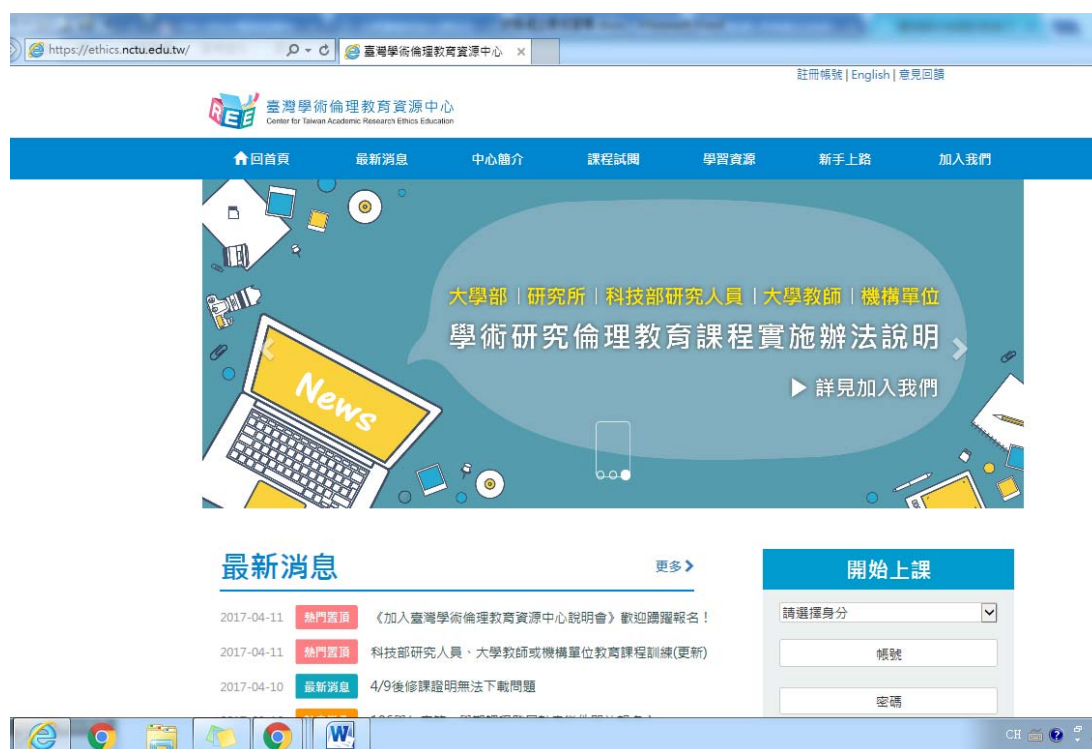 https://ethics.nctu.edu.tw/
臺灣學術倫理教育資源中心
註冊帳號 | English | 意見回饋
REE
臺灣學術倫理教育資源中心
Center for Taiwan Academic Research Ethics Education
回首頁 最新消息 中心簡介 課程試閱 學習資源 新手上路 加入我們
大學部 | 研究所 | 科技部研究人員 | 大學教師 | 機構單位
學術研究倫理教育課程實施辦法說明
▶ 詳見加入我們
News
最新消息
更多
2017-04-11 熱門置頂 《加入臺灣學術倫理教育資源中心說明會》歡迎踴躍報名！
2017-04-11 熱門置頂 科技部研究人員、大學教師或機構單位教育課程訓練(更新)
2017-04-10 最新消息 4/9後修課證明無法下載問題
開始上課
請選擇身分
帳號
密碼
CH